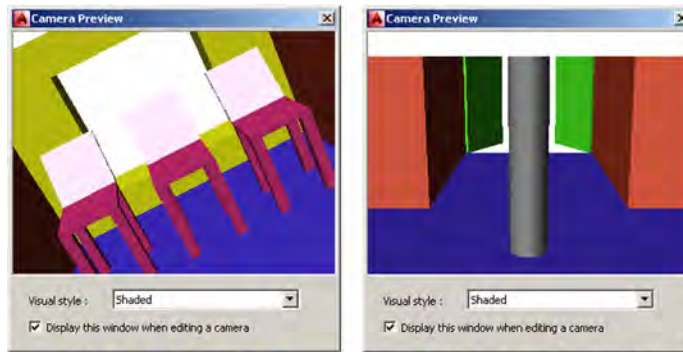 Camera Preview
Visual style :
Shaded
Display this window when editing a camera
Camera Preview
Visual style :
Shaded
Display this window when editing a camera